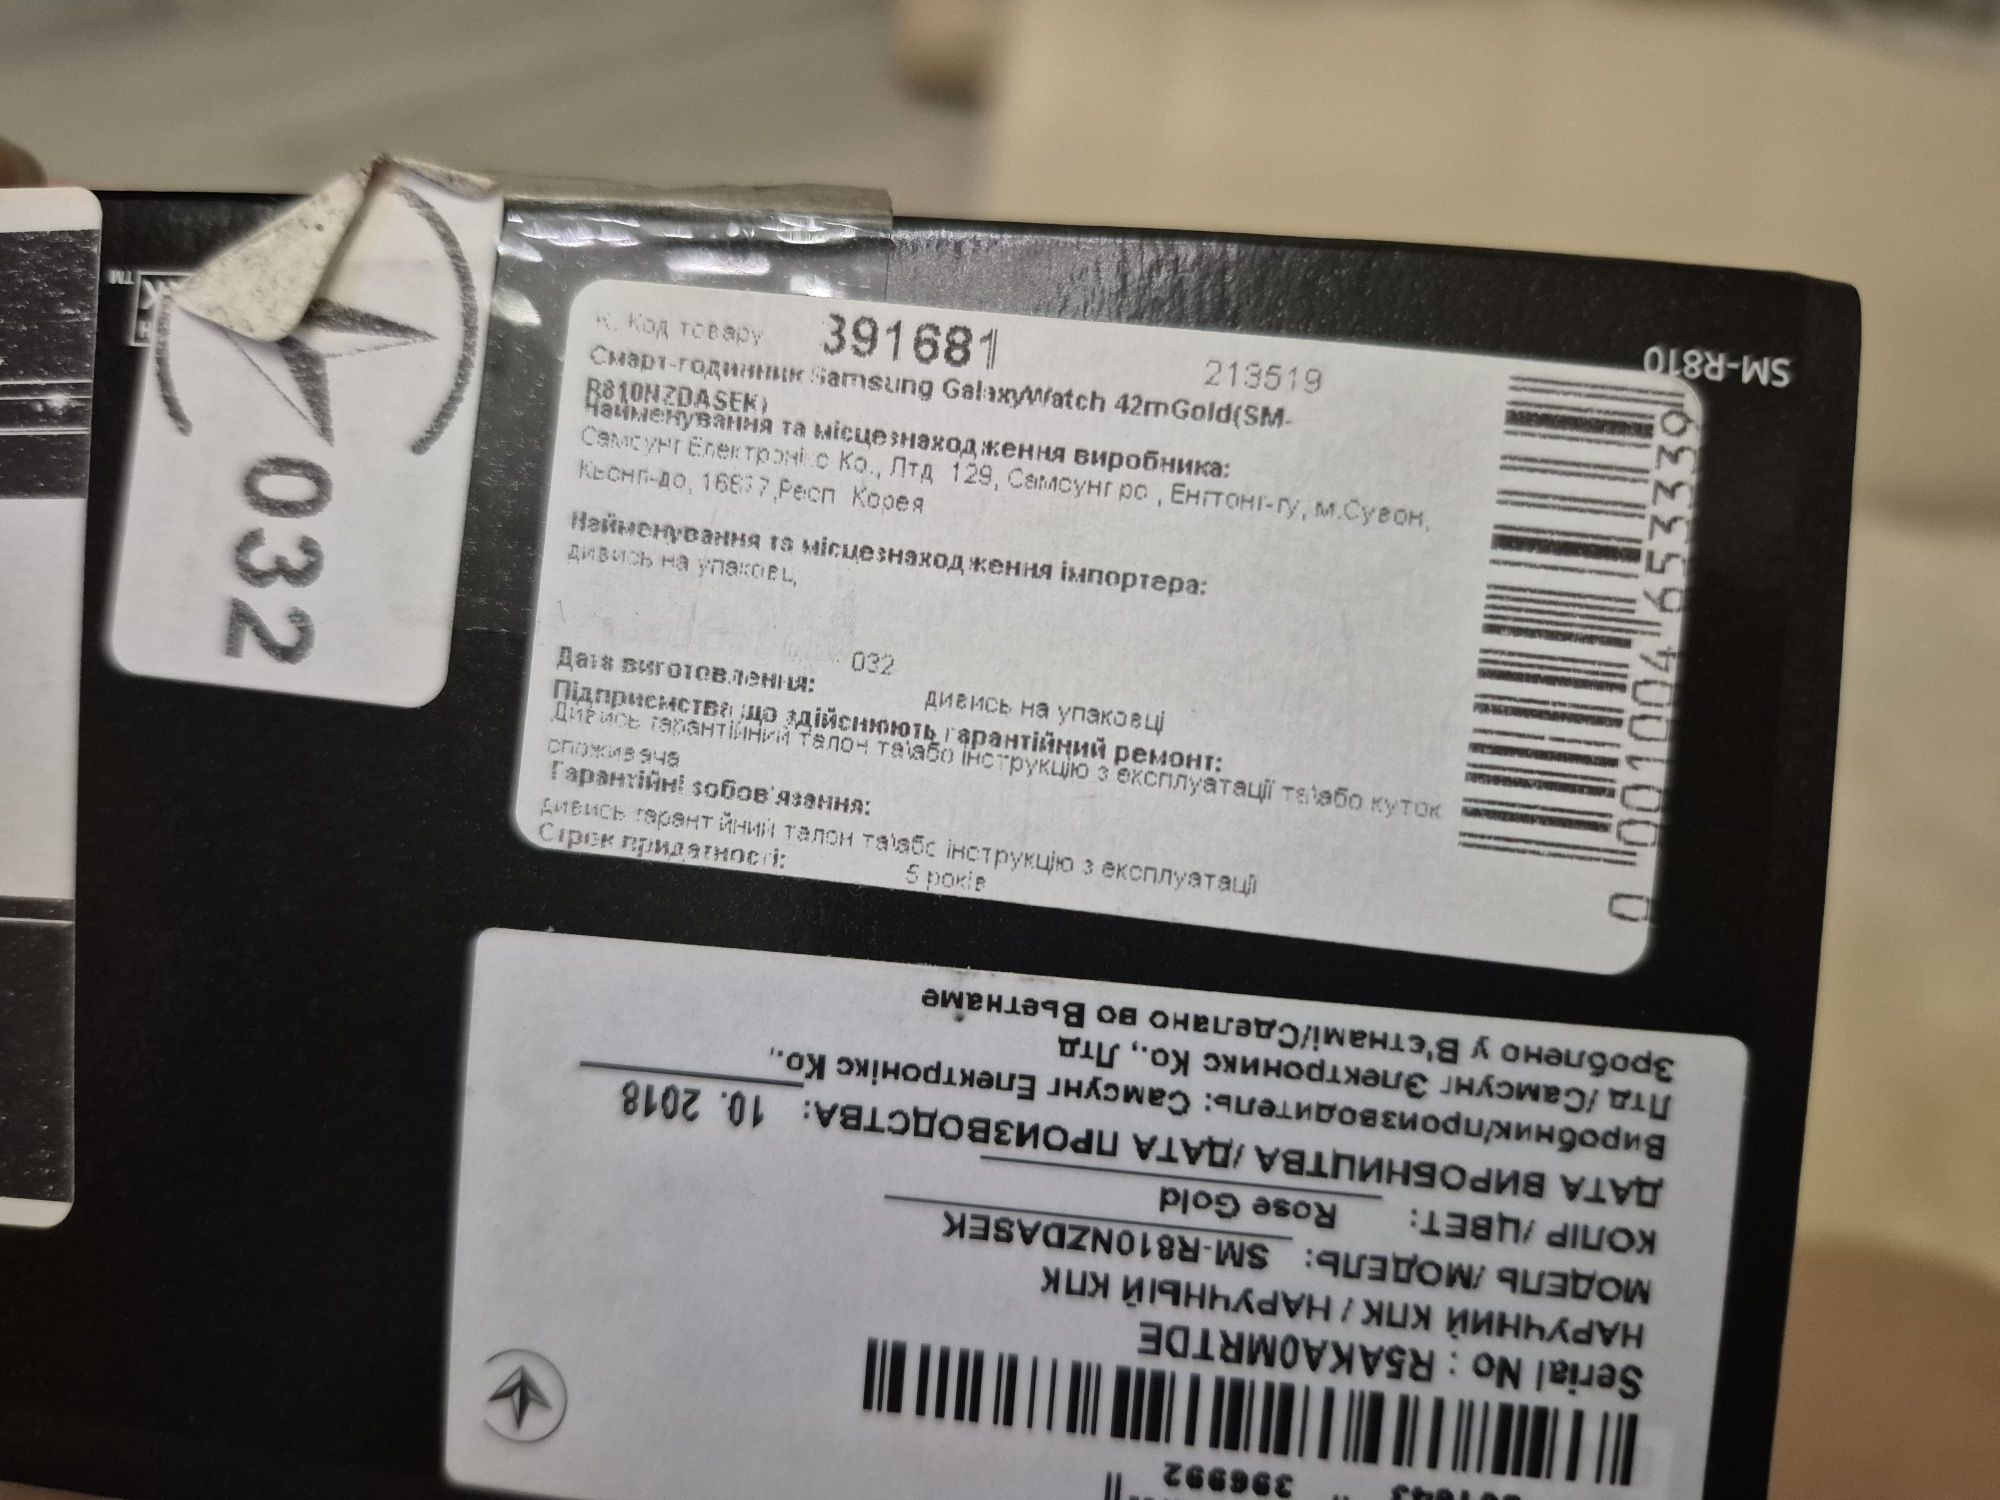 SM-R810
TM
032
К. Код товару 391681 213519
Смарт-годинник Samsung GalaxyWatch 42mGold(SM-
R810NZDASEK)
Найменування та місцезнаходження виробника:
Самсунг Електронікс Ко., Лтд 129, Самсунг ро , Енгтонг-гу, м.Сувон,
Кьонгі-до, 16677,Респ Корея
Найменування та місцезнаходження імпортера:
дивись на упаковці
032
Дата виготовлення: дивись на упаковці
Підприємства що здійснюють гарантійний ремонт:
Дивись гарантійний талон та\або інструкцію з експлуатації та\або куток
споживача
Гарантійні зобов'язання:
дивись гарантійний талон та\або інструкцію з експлуатації
Строк придатності: 5 років
0 001004 653339
396992
Serial No : R5AKA0MRTDE
НАРУЧНИЙ КПК / НАРУЧНЫЙ КПК
МОДЕЛЬ /МОДЕЛЬ: SM-R810NZDASEK
КОЛІР /ЦВЕТ: Rose Gold
ДАТА ВИРОБНИЦТВА /ДАТА ПРОИЗВОДСТВА: 10. 2018
Виробник/производитель: Самсунг Електронікс Ко.,
Лтд /Самсунг Электроникс Ко., Лтд
Зроблено у В'єтнамі/Сделано во Вьетнаме